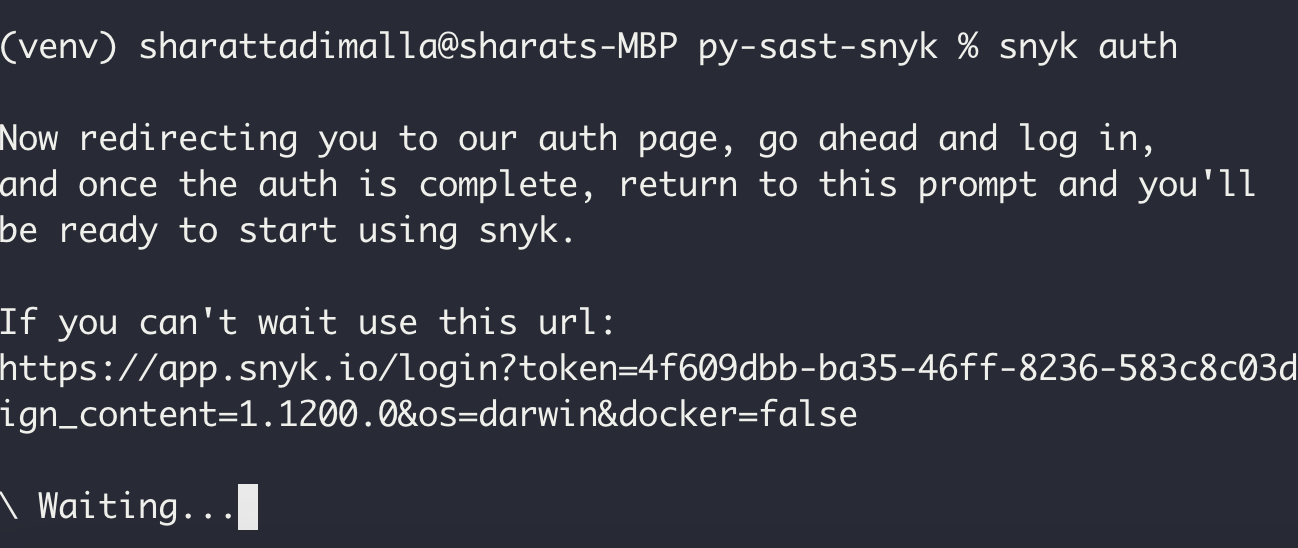 (venv) sharattadimalla@sharats-MBP py-sast-snyk % snyk auth
Now redirecting you to our auth page, go ahead and log in,
and once the auth is complete, return to this prompt and you'll
be ready to start using snyk.
If you can't wait use this url:
https://app.snyk.io/login?token=4f609dbb-ba35-46ff-8236-583c8c03d
ign_content=1.1200.0&os=darwin&docker=false
\ Waiting...